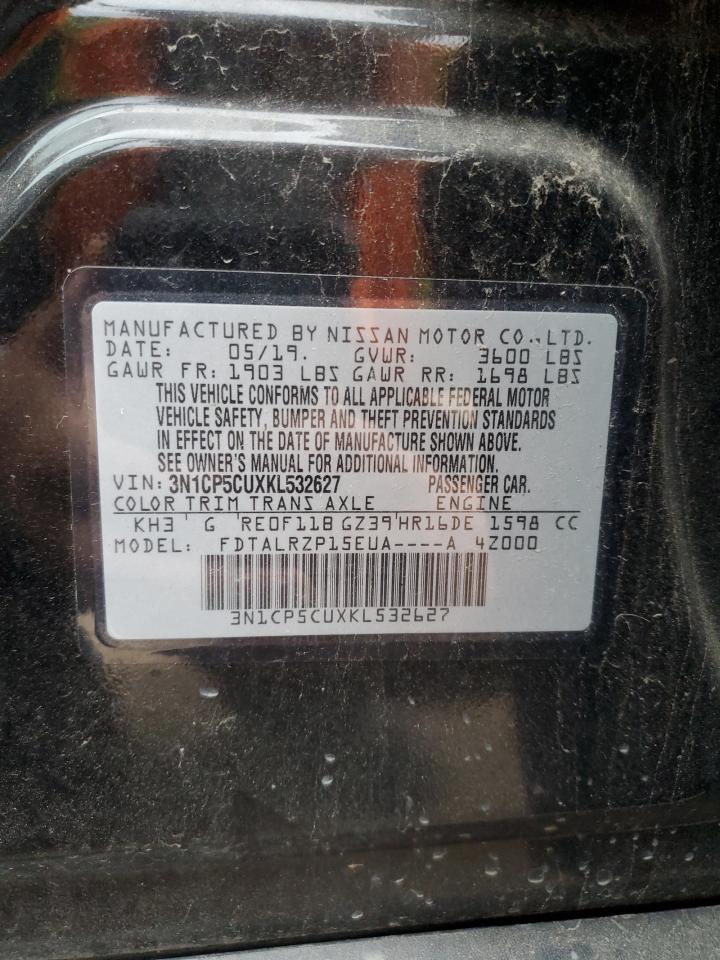 MANUFACTURED BY NISSAN MOTOR CO.,LTD.
DATE: 05/19. GVWR: 3600 LBS
GAWR FR: 1903 LBS GAWR RR: 1698 LBS
THIS VEHICLE CONFORMS TO ALL APPLICABLE FEDERAL MOTOR
VEHICLE SAFETY, BUMPER AND THEFT PREVENTION STANDARDS
IN EFFECT ON THE DATE OF MANUFACTURE SHOWN ABOVE.
SEE OWNER'S MANUAL FOR ADDITIONAL INFORMATION.
VIN: 3N1CP5CUXKL532627 PASSENGER CAR.
COLOR TRIM TRANS AXLE ENGINE
KH3 G RE0F11B GZ39 HR16DE 1598 CC
MODEL: FDTALRZP15EUA----A 4Z000
3N1CP5CUXKL532627